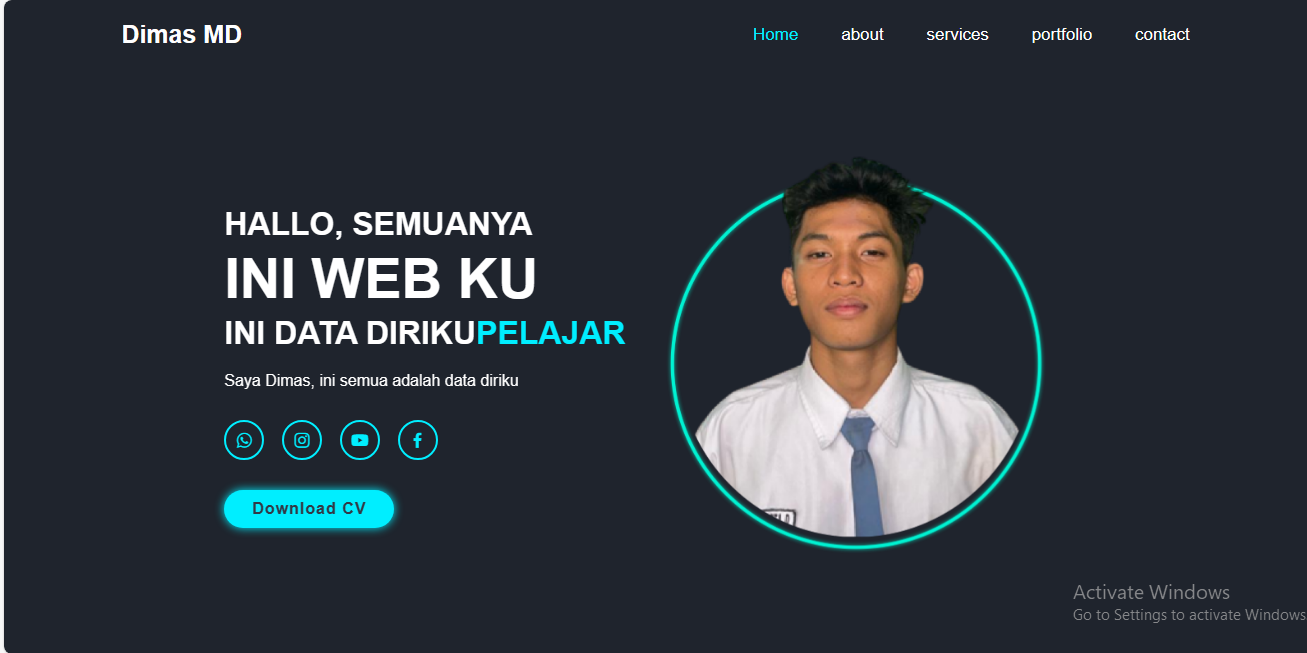 Dimas MD
Home about services portfolio contact
HALLO, SEMUANYA
INI WEB KU
INI DATA DIRIKUPELAJAR
Saya Dimas, ini semua adalah data diriku
Download CV
Activate Windows
Go to Settings to activate Windows